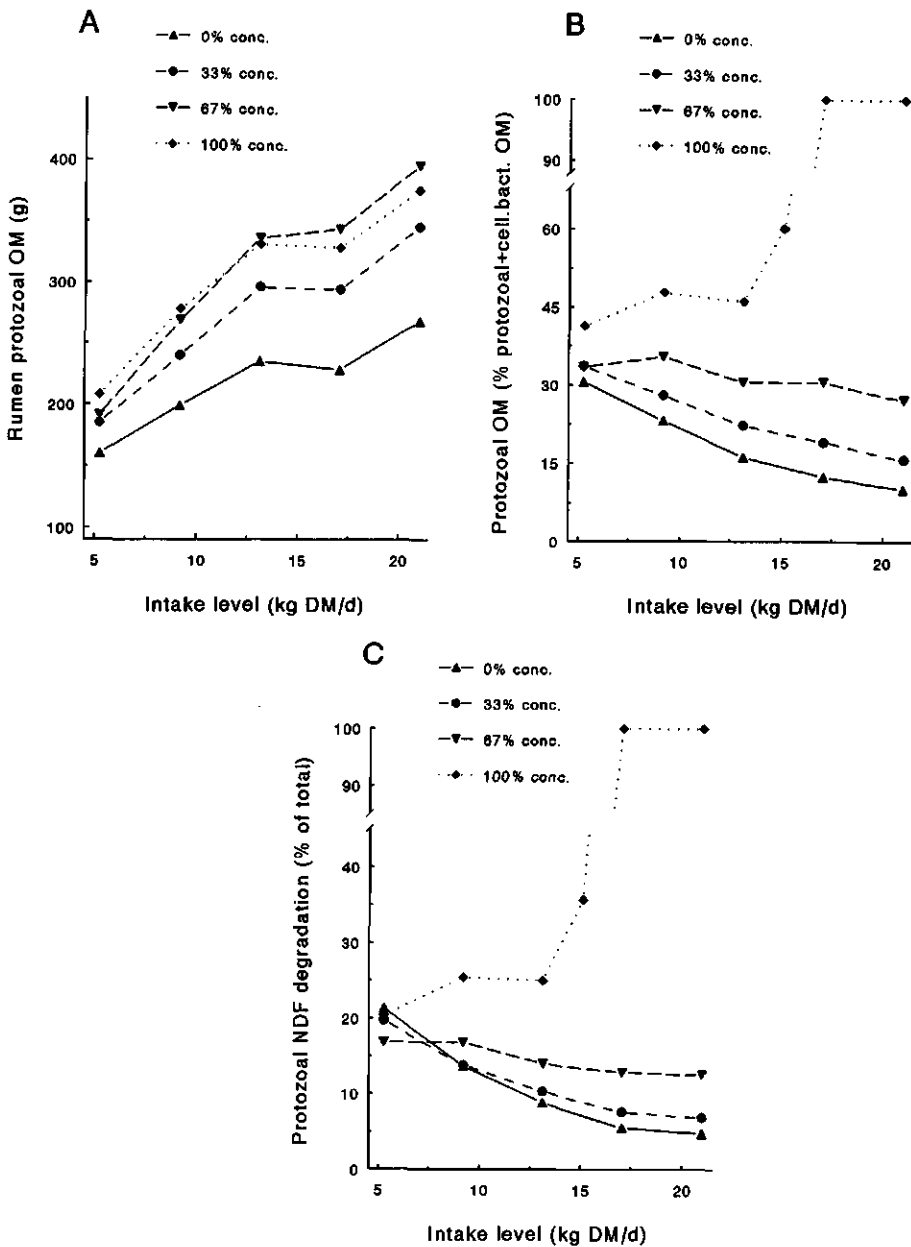 A
0% conc.
33% conc.
67% conc.
100% conc.
Rumen protozoal OM (g)
400
300
200
100
5
10
15
20
Intake level (kg DM/d)
B
0% conc.
33% conc.
67% conc.
100% conc.
Protozoal OM (% protozoal+cell.bact. OM)
100
90
60
45
30
15
0
5
10
15
20
Intake level (kg DM/d)
C
0% conc.
33% conc.
67% conc.
100% conc.
Protozoal NDF degradation (% of total)
100
90
40
30
20
10
0
5
10
15
20
Intake level (kg DM/d)